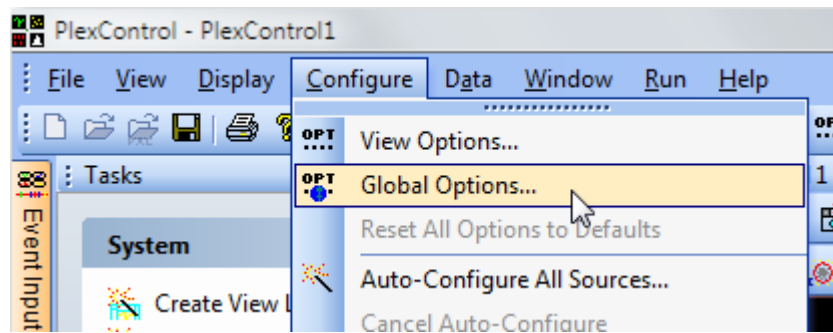 PlexControl - PlexControl1
File View Display Configure Data Window Run Help
OPT View Options...
Tasks
OPT Global Options...
1
Event Input
Reset All Options to Defaults
System
Auto-Configure All Sources...
Create View L
Cancel Auto-Configure